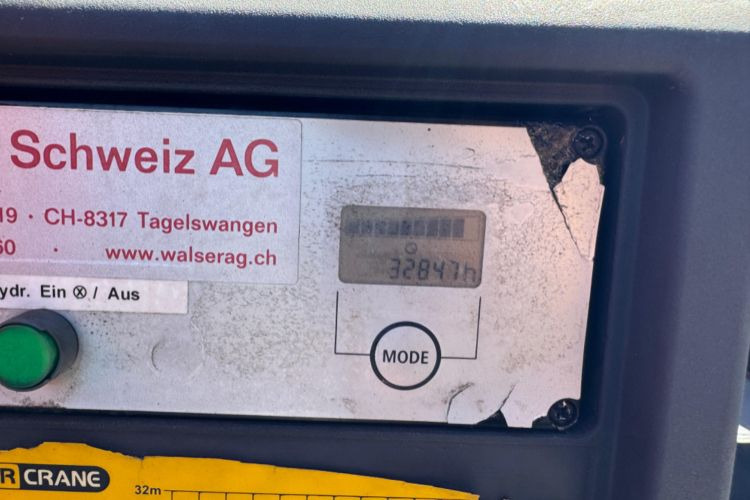 Schweiz AG
19 · CH-8317 Tagelswangen
60 · www.walserag.ch
ydr. Ein ⊗ / Aus
32847h
MODE
R CRANE
32m